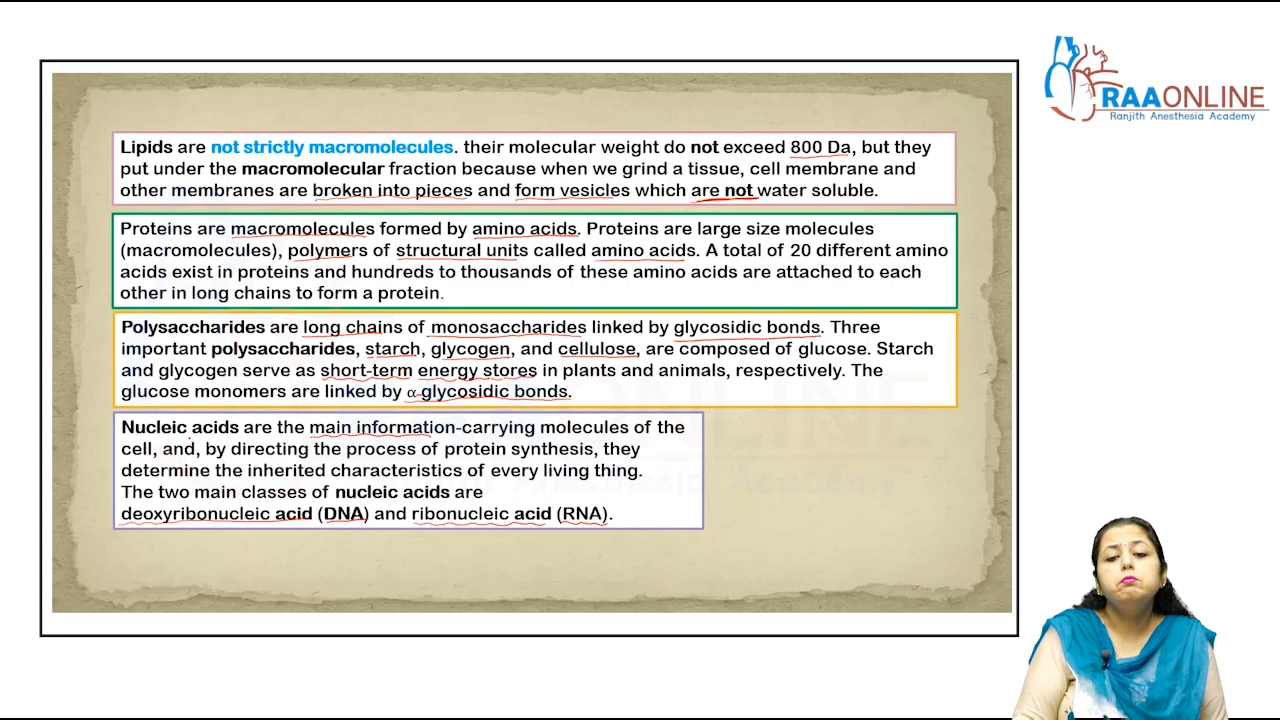 RAAONLINE
Ranjith Anesthesia Academy
Lipids are not strictly macromolecules. their molecular weight do not exceed 800 Da, but they
put under the macromolecular fraction because when we grind a tissue, cell membrane and
other membranes are broken into pieces and form vesicles which are not water soluble.
Proteins are macromolecules formed by amino acids. Proteins are large size molecules
(macromolecules), polymers of structural units called amino acids. A total of 20 different amino
acids exist in proteins and hundreds to thousands of these amino acids are attached to each
other in long chains to form a protein.
Polysaccharides are long chains of monosaccharides linked by glycosidic bonds. Three
important polysaccharides, starch, glycogen, and cellulose, are composed of glucose. Starch
and glycogen serve as short-term energy stores in plants and animals, respectively. The
glucose monomers are linked by α-glycosidic bonds.
Nucleic acids are the main information-carrying molecules of the
cell, and, by directing the process of protein synthesis, they
determine the inherited characteristics of every living thing.
The two main classes of nucleic acids are
deoxyribonucleic acid (DNA) and ribonucleic acid (RNA).